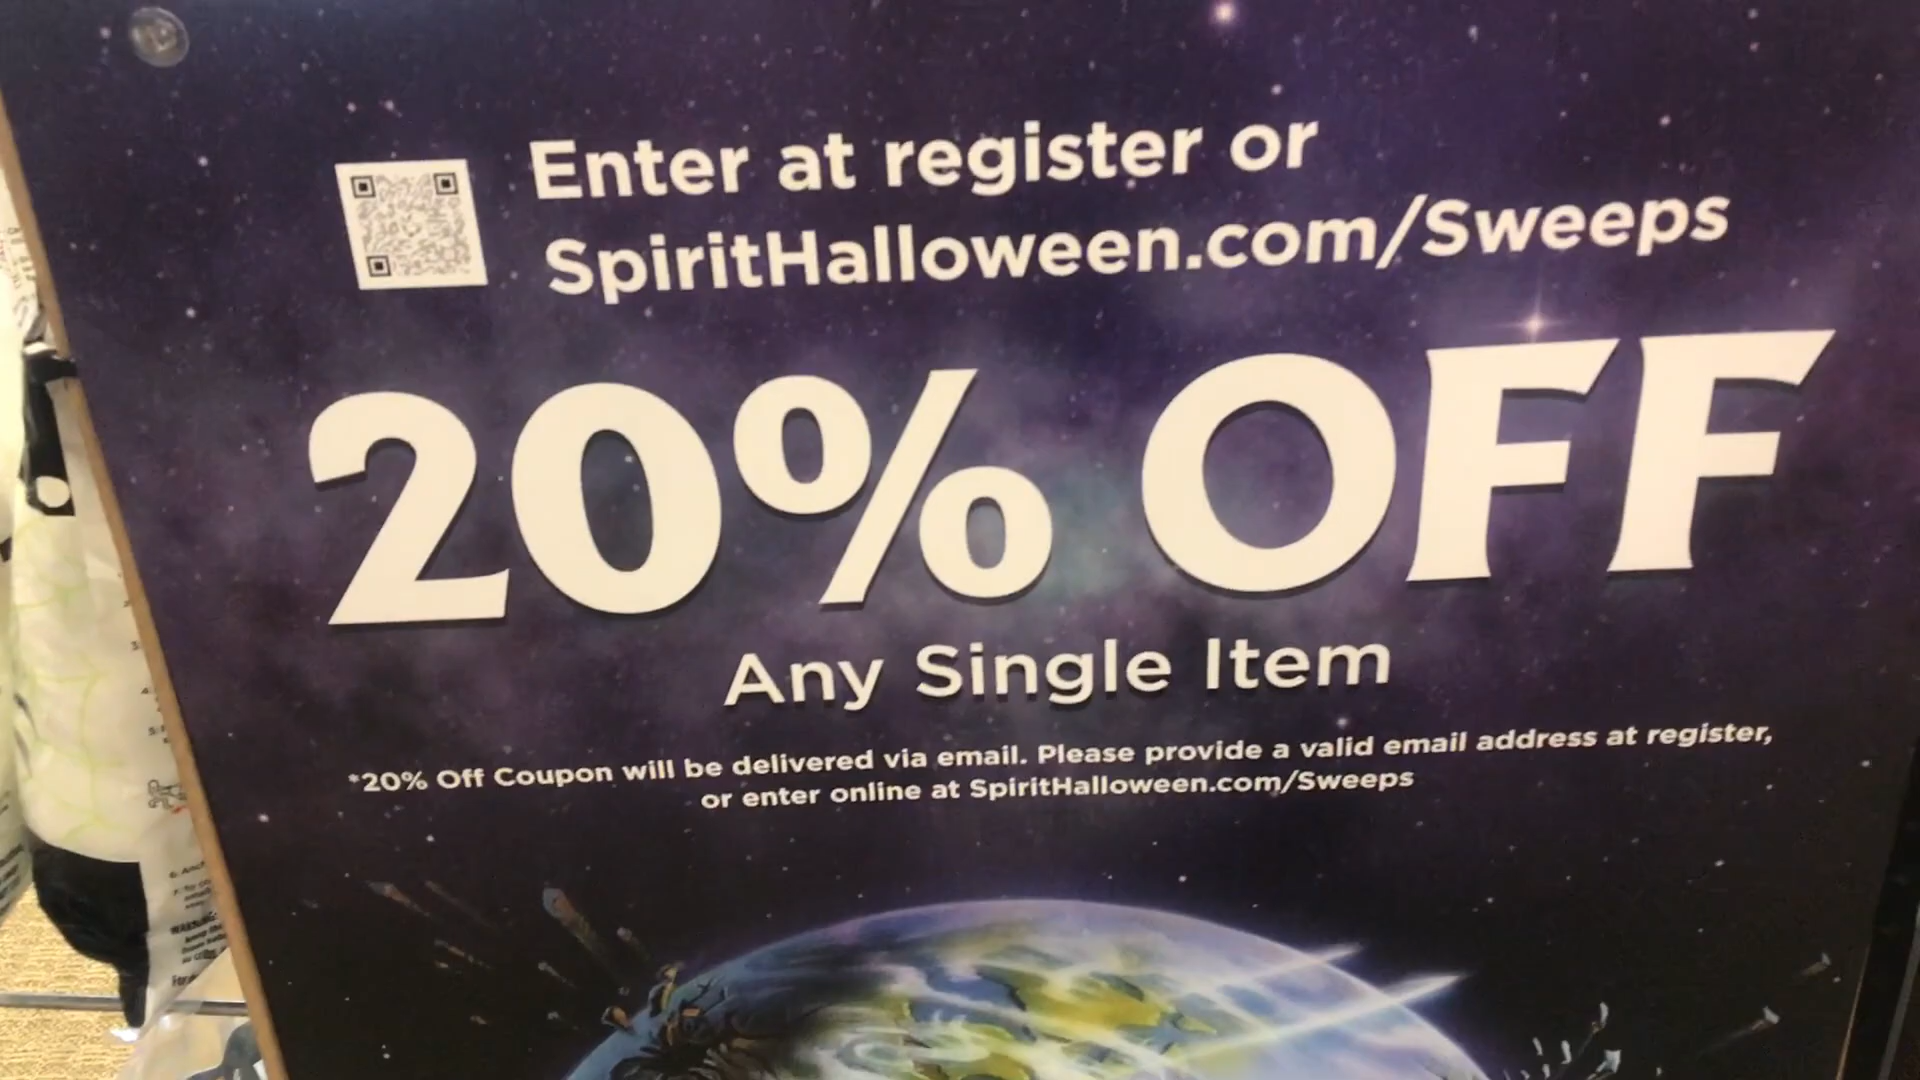 Enter at register or
SpiritHalloween.com/Sweeps
20% OFF
Any Single Item
*20% Off Coupon will be delivered via email. Please provide a valid email address at register,
or enter online at SpiritHalloween.com/Sweeps
WARNING: